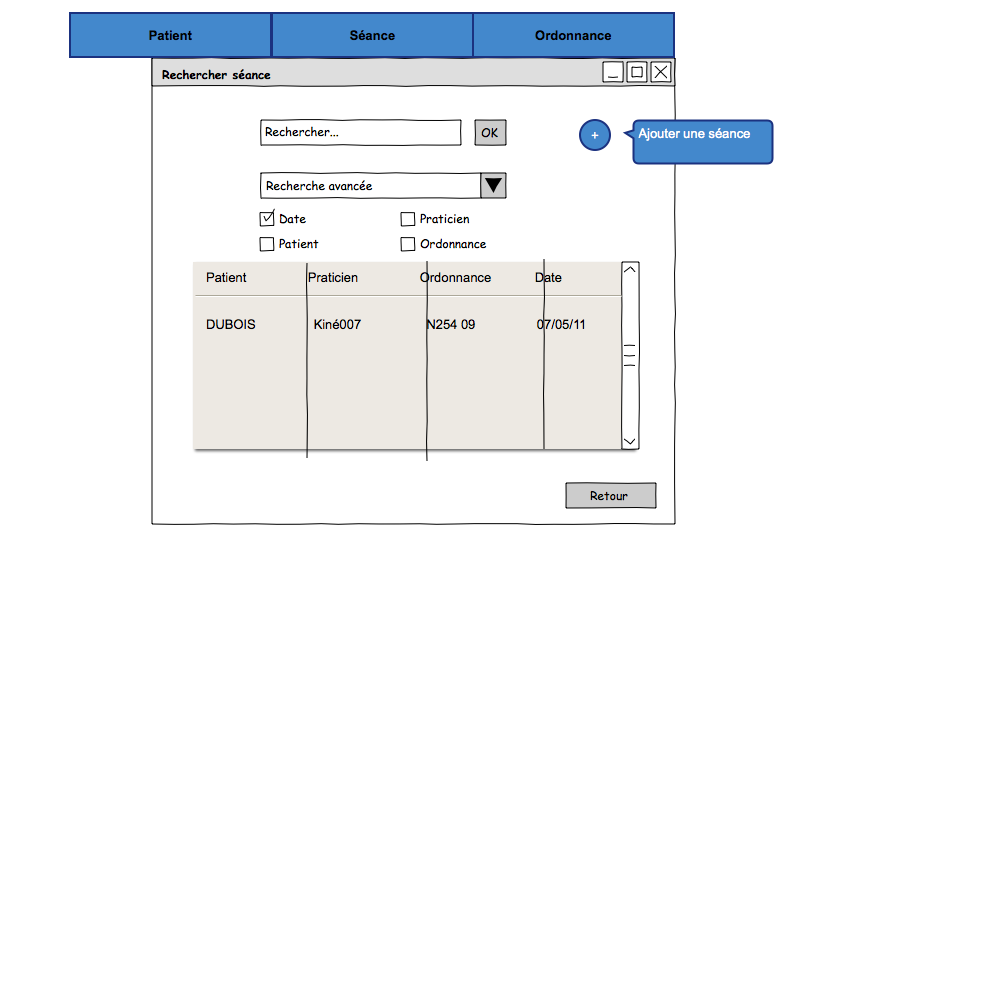 Patient Séance Ordonnance
Rechercher séance
Rechercher... OK + Ajouter une séance
Recherche avancée
Date Praticien
Patient Ordonnance
Patient Praticien Ordonnance Date
DUBOIS Kiné007 N254 09 07/05/11
Retour